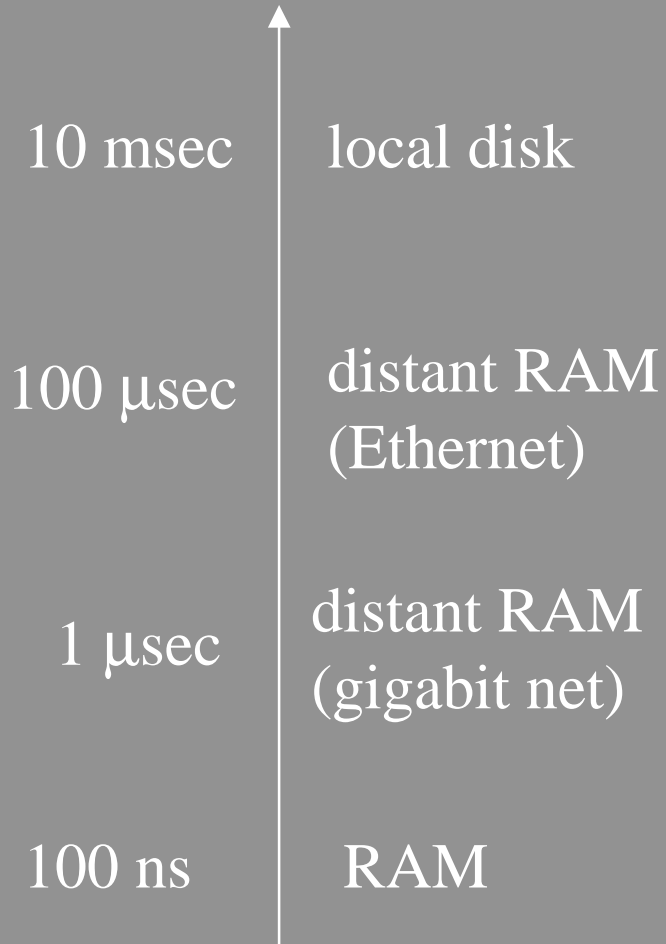 10 msec local disk
100 μsec distant RAM
(Ethernet)
1 μsec distant RAM
(gigabit net)
100 ns RAM